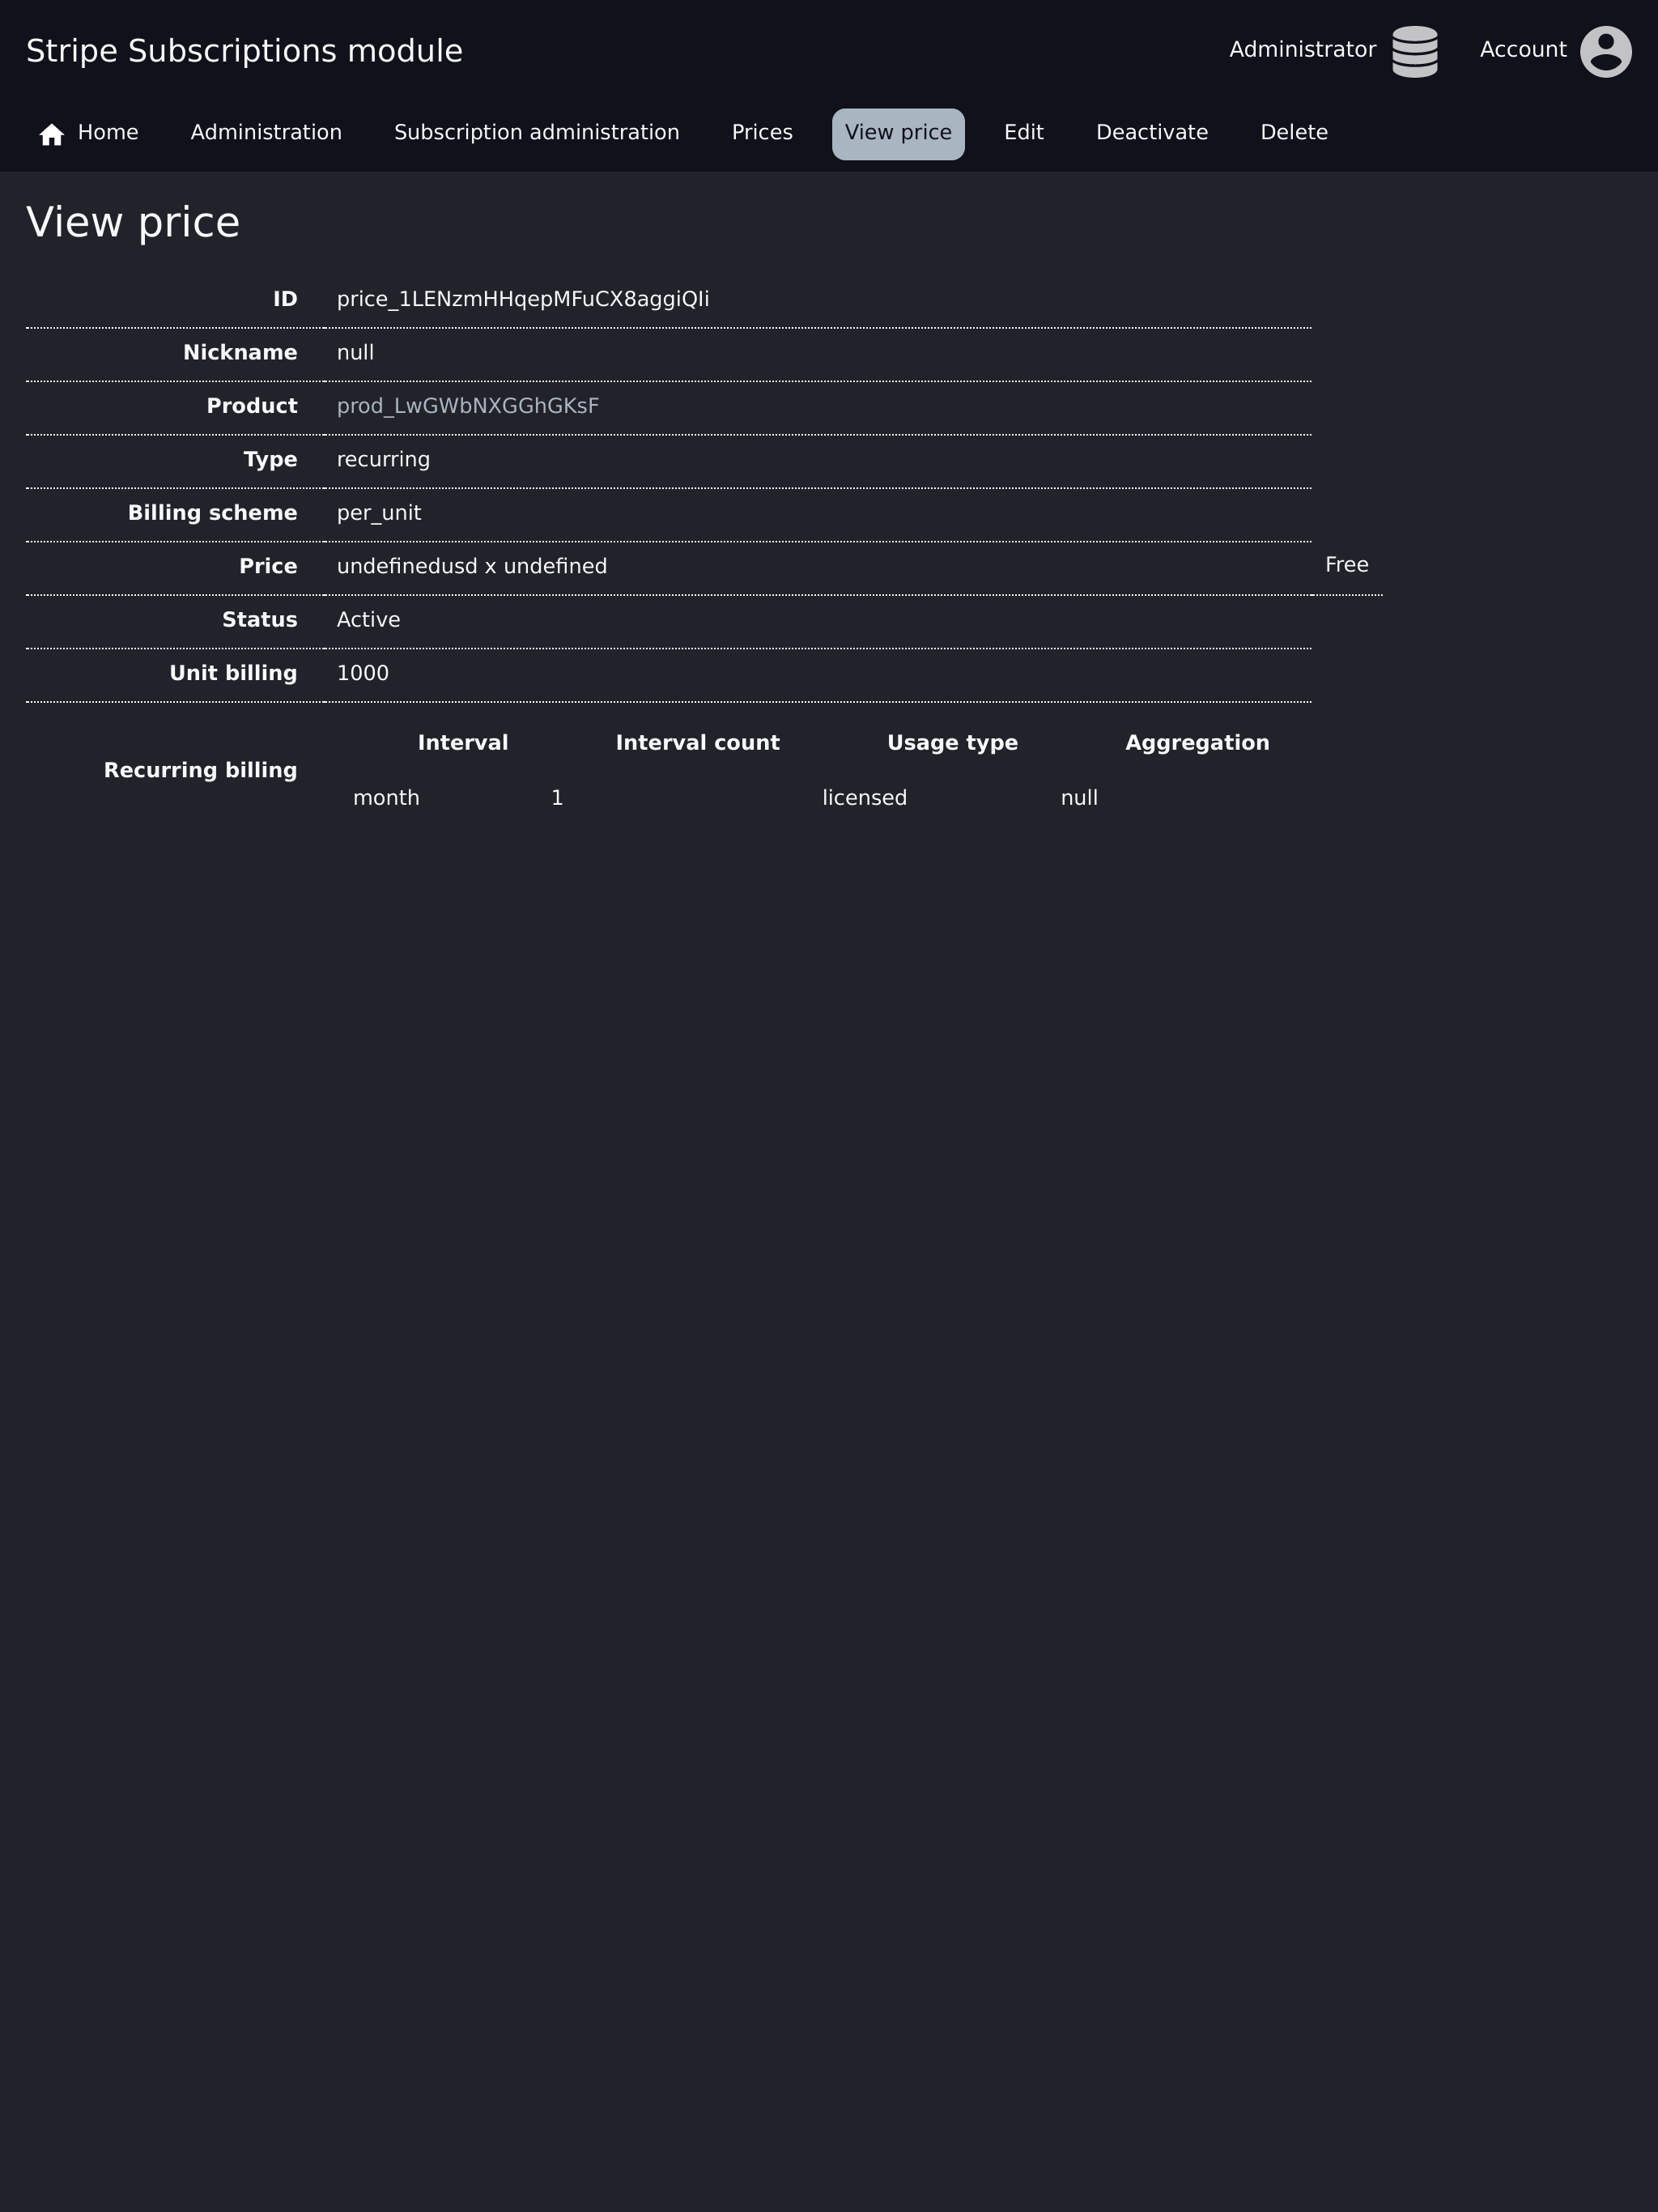 Stripe Subscriptions module
Administrator
Account
Home Administration Subscription administration Prices View price Edit Deactivate Delete
View price
ID price_1LENzmHHqepMFuCX8aggiQIi
Nickname null
Product prod_LwGWbNXGGhGKsF
Type recurring
Billing scheme per_unit
Price undefinedusd x undefined Free
Status Active
Unit billing 1000
Recurring billing
Interval Interval count Usage type Aggregation
month 1 licensed null